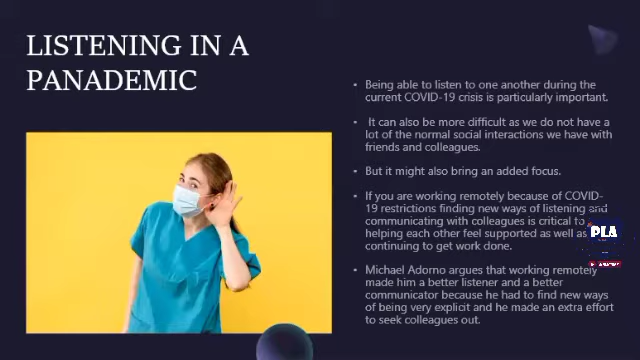 LISTENING IN A
PANADEMIC
• Being able to listen to one another during the
current COVID-19 crisis is particularly important.
• It can also be more difficult as we do not have a
lot of the normal social interactions we have with
friends and colleagues.
• But it might also bring an added focus.
• If you are working remotely because of COVID-
19 restrictions finding new ways of listening and
communicating with colleagues is critical to
helping each other feel supported as well as
continuing to get work done.
• Michael Adorno argues that working remotely
made him a better listener and a better
communicator because he had to find new ways
of being very explicit and he made an extra effort
to seek colleagues out.
PLA